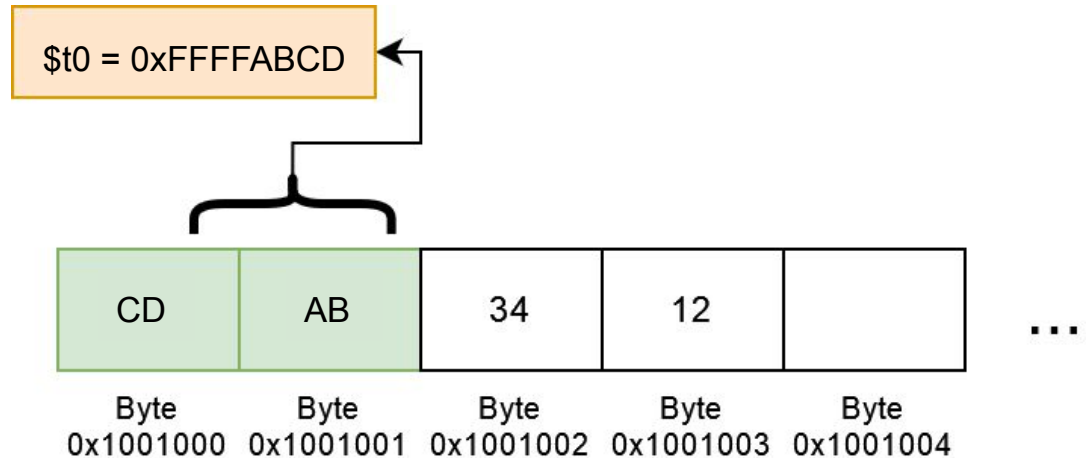 $t0 = 0xFFFFABCD
CD AB 34 12 ...
Byte Byte Byte Byte Byte
0x1001000 0x1001001 0x1001002 0x1001003 0x1001004